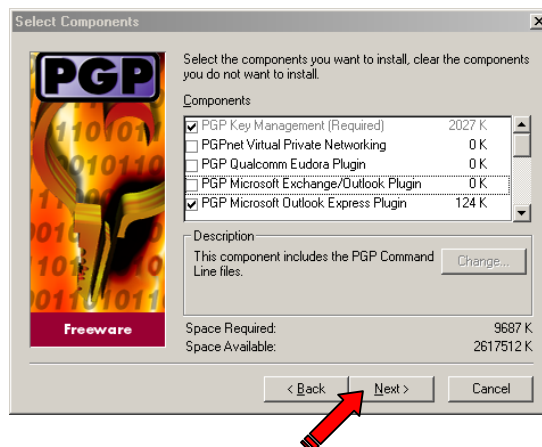 Select Components
PGP
Freeware
Select the components you want to install, clear the components
you do not want to install.
Components
PGP Key Management (Required) 2027 K
PGPnet Virtual Private Networking 0 K
PGP Qualcomm Eudora Plugin 0 K
PGP Microsoft Exchange/Outlook Plugin 0 K
PGP Microsoft Outlook Express Plugin 124 K
Description
This component includes the PGP Command
Line files.
Change...
Space Required: 9687 K
Space Available: 2617512 K
< Back
Next >
Cancel